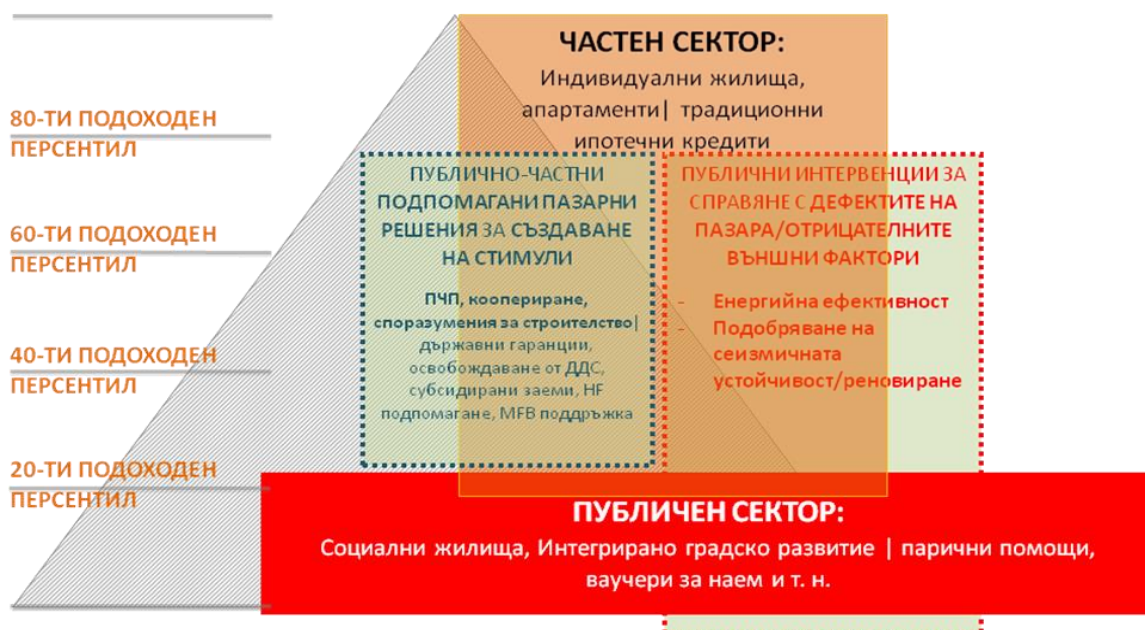 ЧАСТЕН СЕКТОР:
Индивидуални жилища,
апартаменти| традиционни
ипотечни кредити
80-ТИ ПОДОХОДЕН
ПЕРСЕНТИЛ
60-ТИ ПОДОХОДЕН
ПЕРСЕНТИЛ
40-ТИ ПОДОХОДЕН
ПЕРСЕНТИЛ
20-ТИ ПОДОХОДЕН
ПЕРСЕНТИЛ
ПУБЛИЧНО-ЧАСТНИ
ПОДПОМАГАНИ ПАЗАРНИ
РЕШЕНИЯ ЗА СЪЗДАВАНЕ
НА СТИМУЛИ
ПЧП, коопериране,
споразумения за строителство|
държавни гаранции,
освобождаване от ДДС,
субсидирани заеми, HF
подпомагане, MFB поддръжка
ПУБЛИЧНИ ИНТЕРВЕНЦИИ ЗА
СПРАВЯНЕ С ДЕФЕКТИТЕ НА
ПАЗАРА/ОТРИЦАТЕЛНИТЕ
ВЪНШНИ ФАКТОРИ
- Енергийна ефективност
- Подобряване на
сеизмичната
устойчивост/реновиране
ПУБЛИЧЕН СЕКТОР:
Социални жилища, Интегрирано градско развитие | парични помощи,
ваучери за наем и т. н.